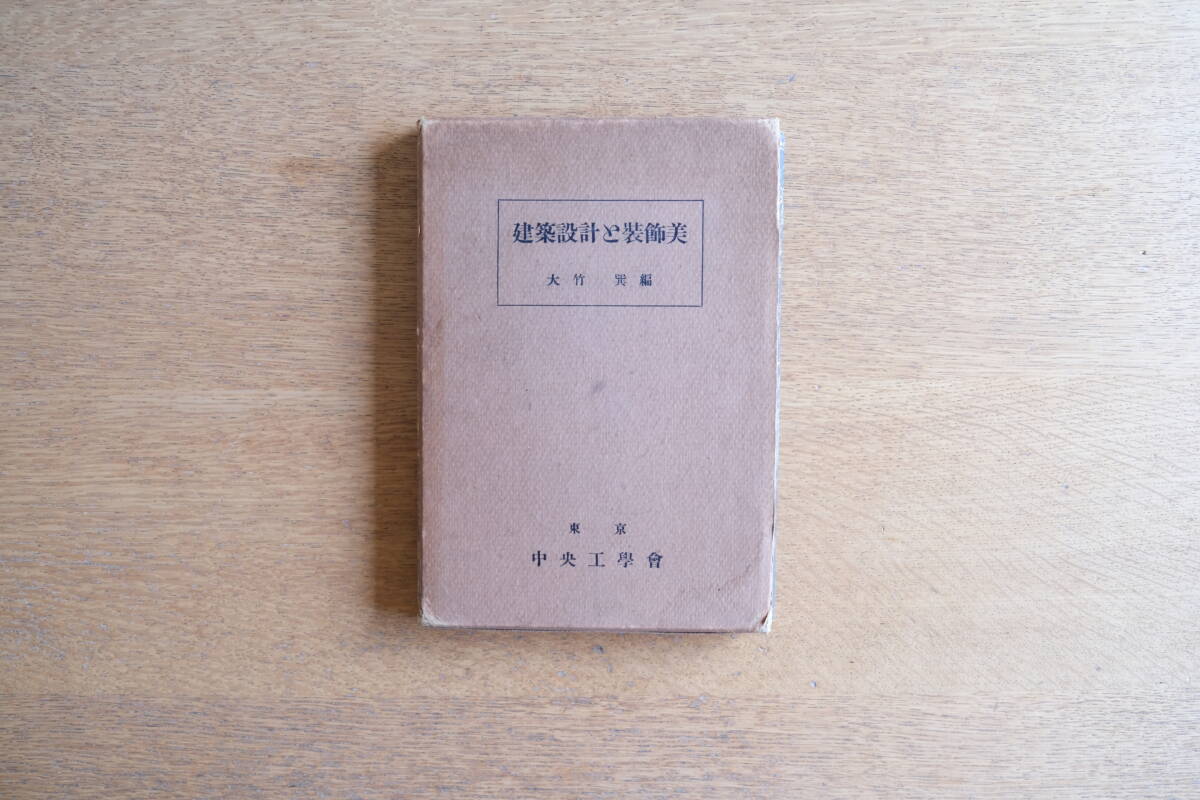 建築設計と裝飾美
大竹 巽編
東京
中央工學會